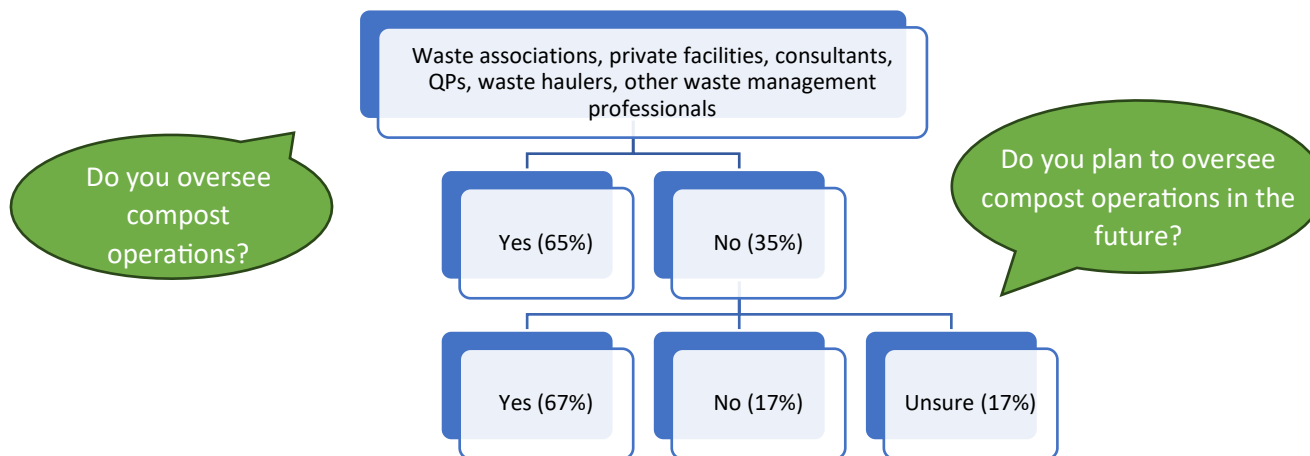 Waste associations, private facilities, consultants,
QPs, waste haulers, other waste management
professionals
Do you oversee
compost
operations?
Do you plan to oversee
compost operations in the
future?
Yes (65%)
No (35%)
Yes (67%)
No (17%)
Unsure (17%)